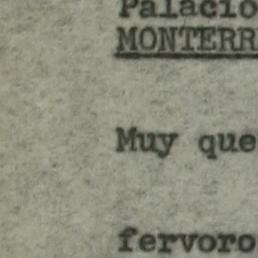 Palacio
MONTERR
Muy que
fervoro